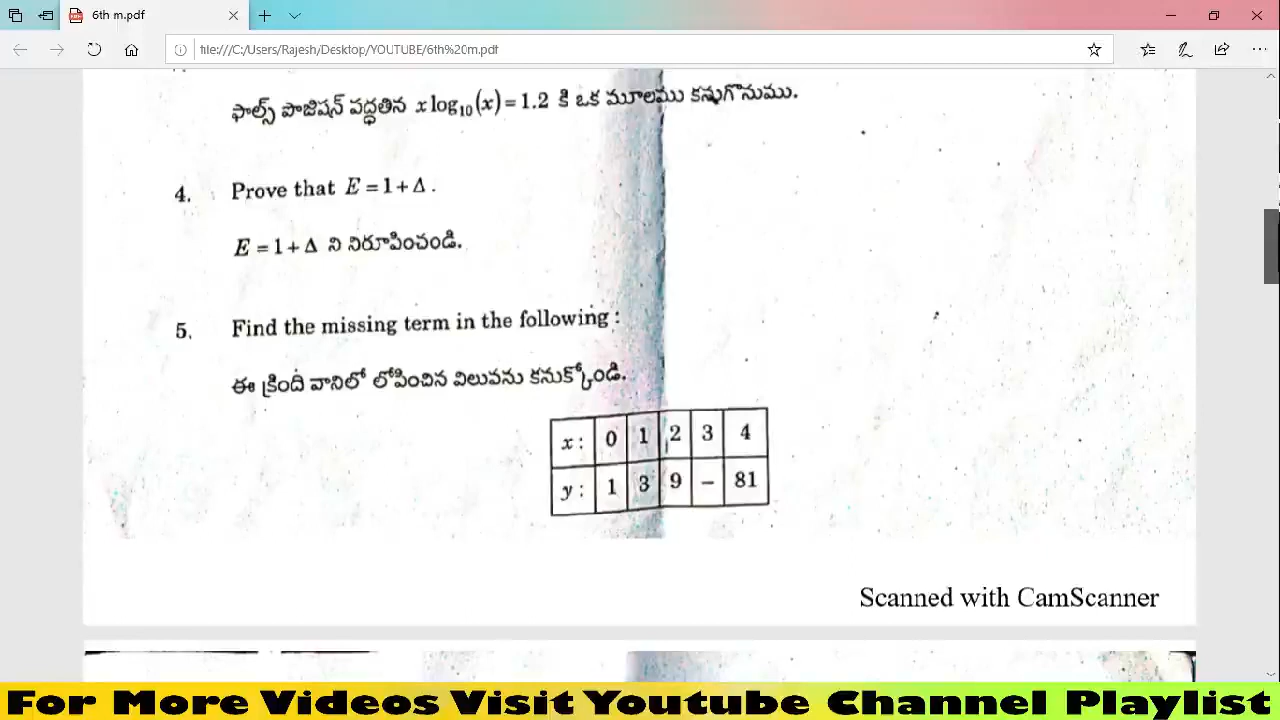 6th m.pdf
file:///C:/Users/Rajesh/Desktop/YOUTUBE/6th%20m.pdf
ఫాల్స్ పొజిషన్ పద్ధతిన x log10(x) = 1.2 కి ఒక మూలము కనుగొనుము.
4. Prove that E = 1 + Δ.
E = 1 + Δ ని నిరూపించండి.
5. Find the missing term in the following :
ఈ క్రింది వానిలో లోపించిన విలువను కనుక్కోండి.
x : 0 1 2 3 4
y : 1 3 9 – 81
Scanned with CamScanner
For More Videos Visit Youtube Channel Playlist